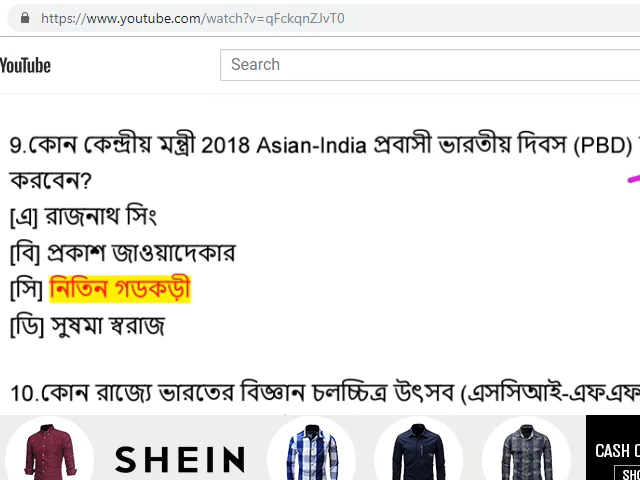 https://www.youtube.com/watch?v=qFckqnZJvT0
YouTube
Search
9.কোন কেন্দ্রীয় মন্ত্রী 2018 Asian-India প্রবাসী ভারতীয় দিবস (PBD)
করবেন?
[এ] রাজনাথ সিং
[বি] প্রকাশ জাওয়াদেকার
[সি] নিতিন গডকড়ী
[ডি] সুষমা স্বরাজ
10.কোন রাজ্যে ভারতের বিজ্ঞান চলচ্চিত্র উৎসব (এসসিআই-এফএফ
SHEIN
CASH